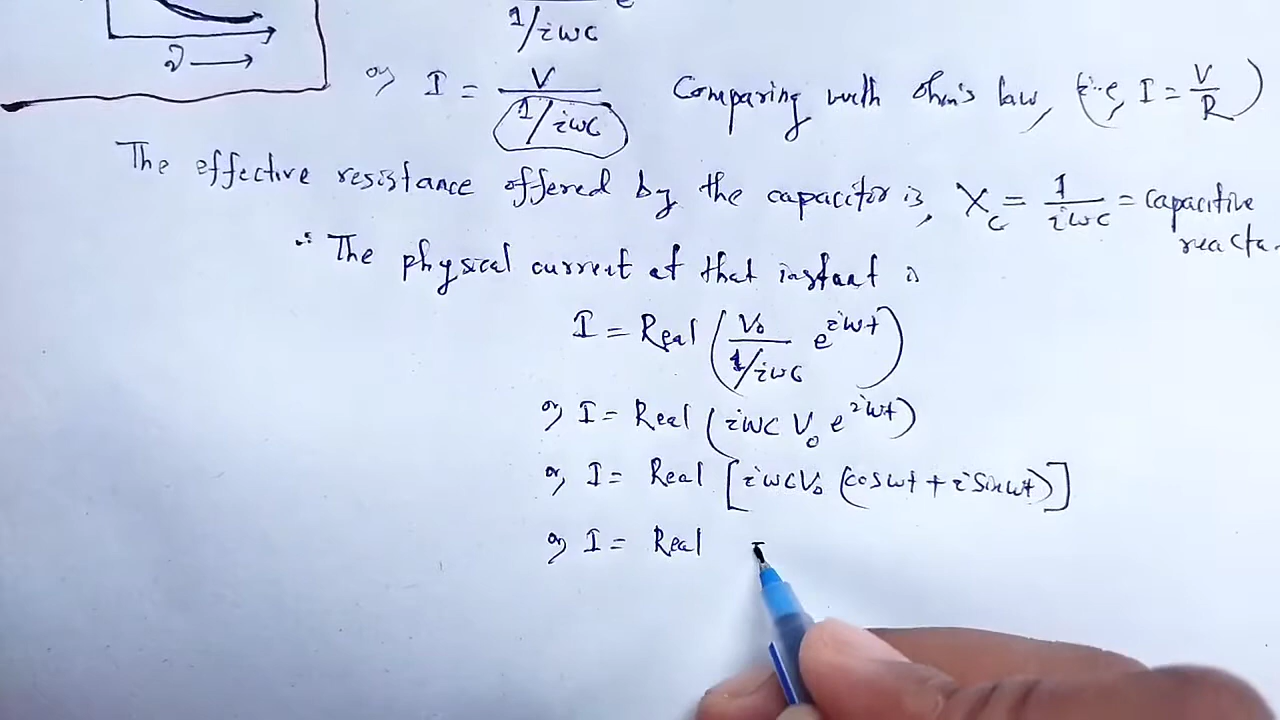 1/iωc e
ν →
or I = V / (1/iωc) Comparing with ohm's law, (i.e, I = V/R)
The effective resistance offered by the capacitor is, Xc = 1/iωc = capacitive
reacta
∴ The physical current at that instant is
I = Real (V₀ / (1/iωc) e^iωt)
or I = Real (iωc V₀ e^iωt)
or I = Real [iωcV₀ (cosωt + i Sinωt)]
or I = Real